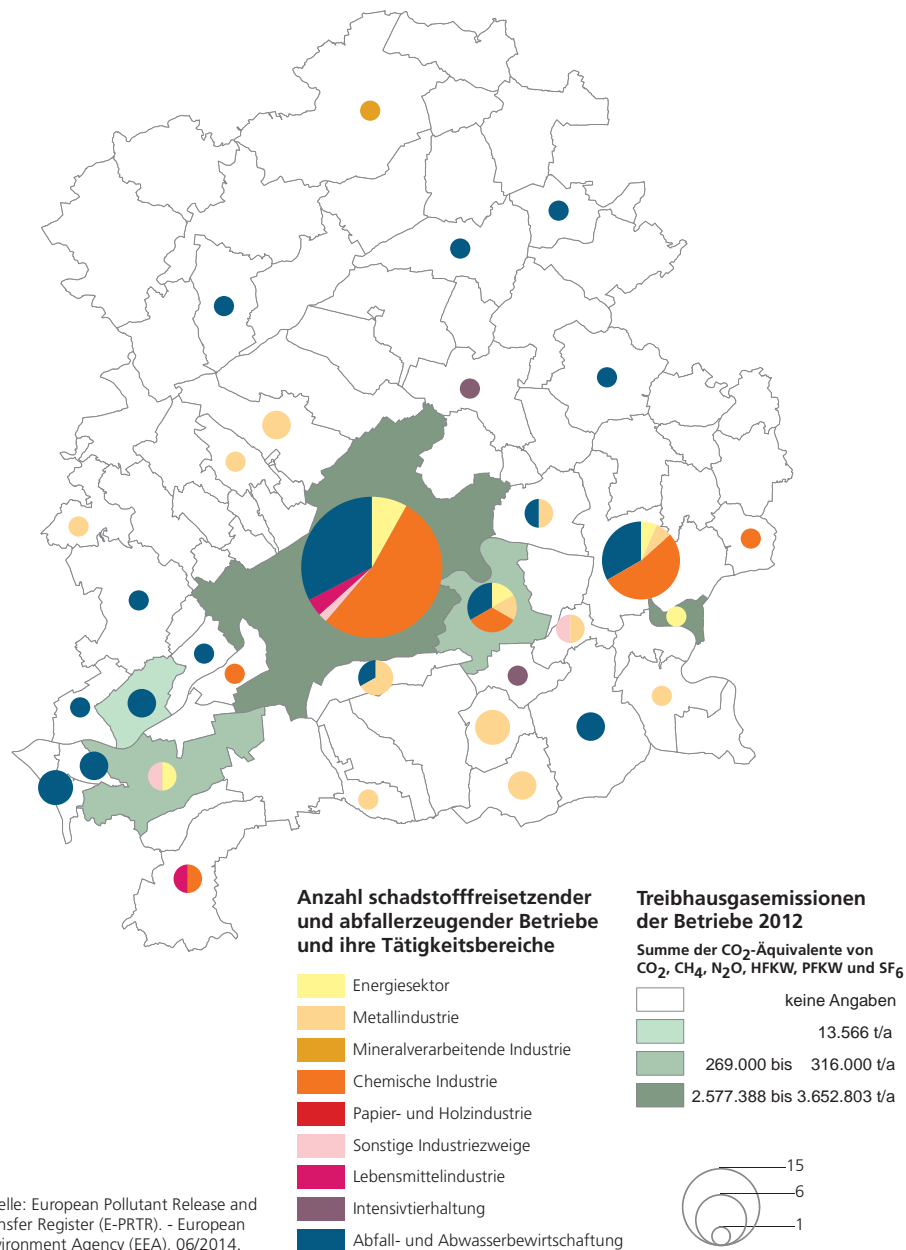 Anzahl schadstofffreisetzender
und abfallerzeugender Betriebe
und ihre Tätigkeitsbereiche
Energiesektor
Metallindustrie
Mineralverarbeitende Industrie
Chemische Industrie
Papier- und Holzindustrie
Sonstige Industriezweige
Lebensmittelindustrie
Intensivtierhaltung
Abfall- und Abwasserbewirtschaftung
Treibhausgasemissionen
der Betriebe 2012
Summe der CO2-Äquivalente von
CO2, CH4, N2O, HFKW, PFKW und SF6
keine Angaben
13.566 t/a
269.000 bis 316.000 t/a
2.577.388 bis 3.652.803 t/a
15
6
1
elle: European Pollutant Release and
nsfer Register (E-PRTR). - European
vironment Agency (EEA), 06/2014.